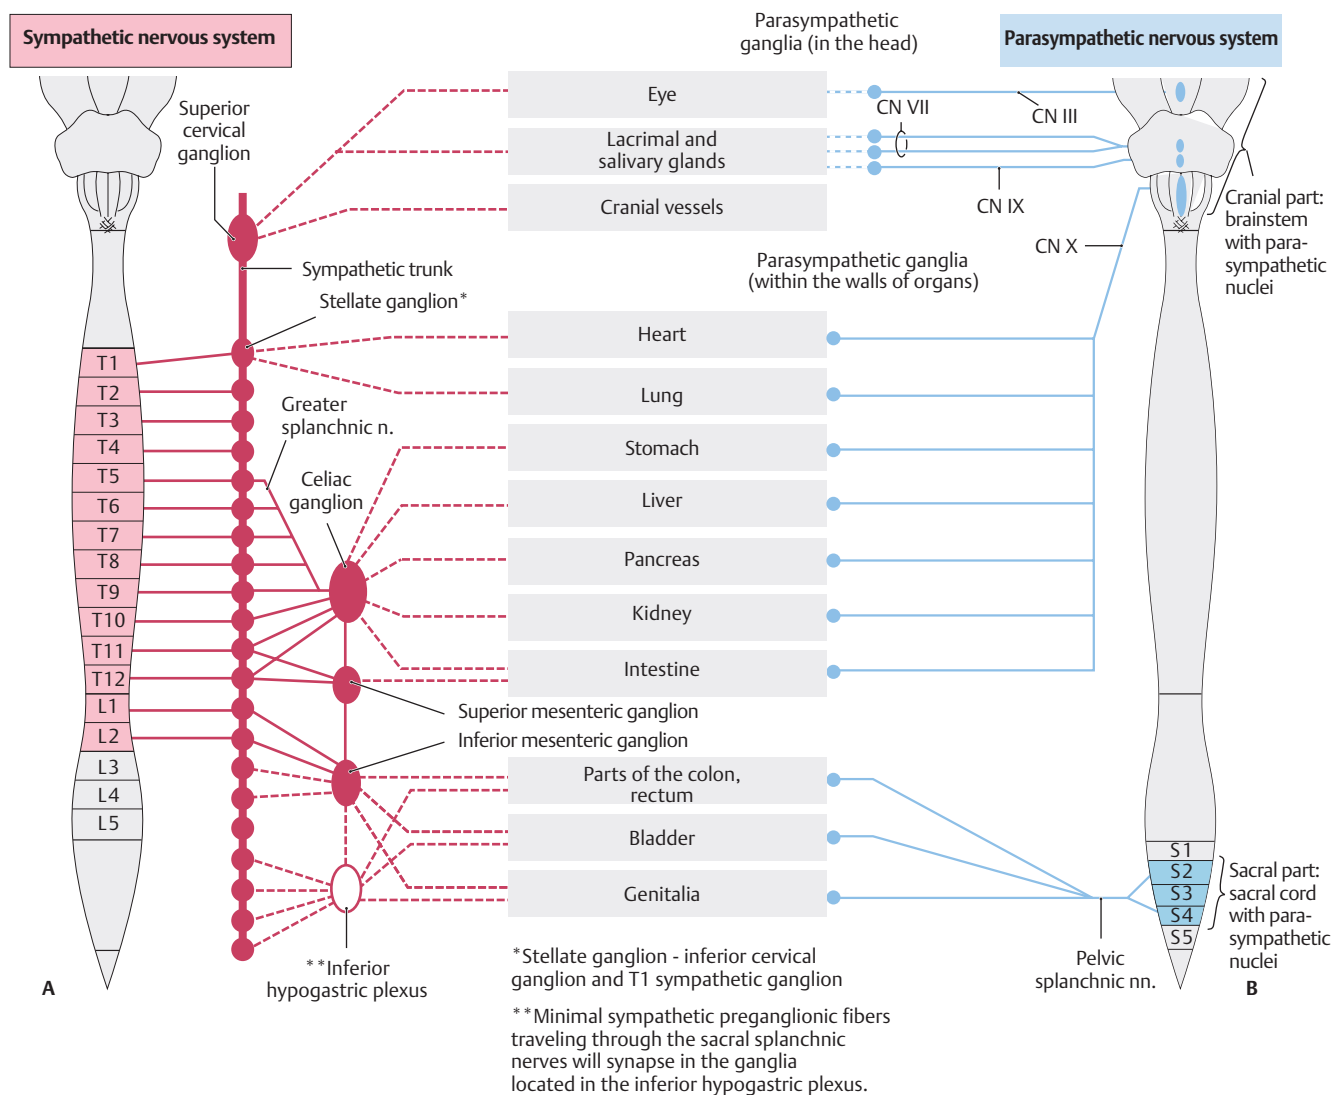 Sympathetic nervous system
Parasympathetic
ganglia (in the head)
Parasympathetic nervous system
Superior
cervical
ganglion
Eye
CN VII
CN III
Lacrimal and
salivary glands
Cranial vessels
CN IX
Cranial part:
brainstem
with para-
sympathetic
nuclei
CN X
Sympathetic trunk
Parasympathetic ganglia
(within the walls of organs)
Stellate ganglion*
Heart
Lung
Stomach
Liver
Pancreas
Kidney
Intestine
T1
T2
T3
T4
T5
T6
T7
T8
T9
T10
T11
T12
L1
L2
L3
L4
L5
Greater
splanchnic n.
Celiac
ganglion
Superior mesenteric ganglion
Inferior mesenteric ganglion
Parts of the colon,
rectum
Bladder
Genitalia
S1
S2
S3
S4
S5
Sacral part:
sacral cord
with para-
sympathetic
nuclei
Pelvic
splanchnic nn.
**Inferior
hypogastric plexus
A
B
*Stellate ganglion - inferior cervical
ganglion and T1 sympathetic ganglion
**Minimal sympathetic preganglionic fibers
traveling through the sacral splanchnic
nerves will synapse in the ganglia
located in the inferior hypogastric plexus.